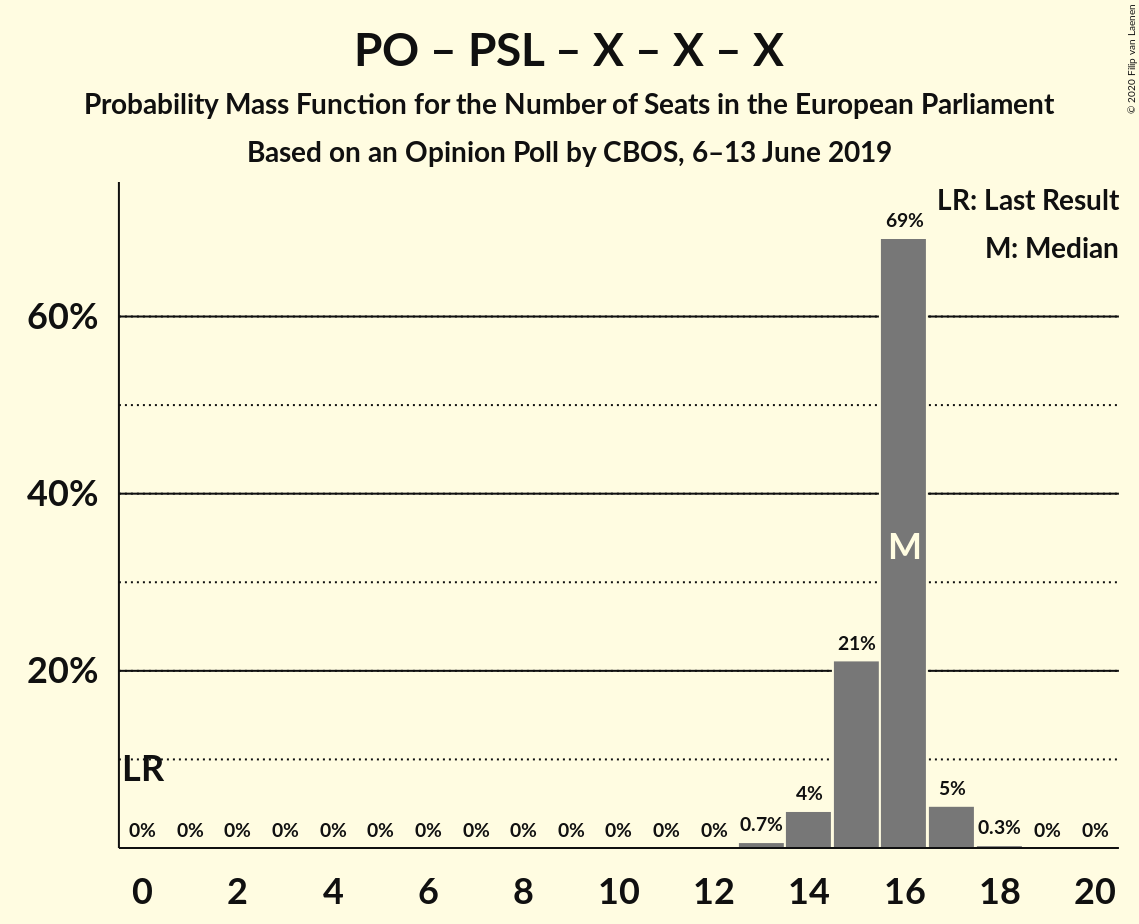 PO – PSL – X – X – X
Probability Mass Function for the Number of Seats in the European Parliament
Based on an Opinion Poll by CBOS, 6–13 June 2019
© 2020 Filip van Laenen
LR: Last Result
M: Median
69%
60%
40%
M
21%
20%
LR
4%
5%
0% 0% 0% 0% 0% 0% 0% 0% 0% 0% 0% 0% 0% 0.7% 0.3% 0% 0%
0 2 4 6 8 10 12 14 16 18 20